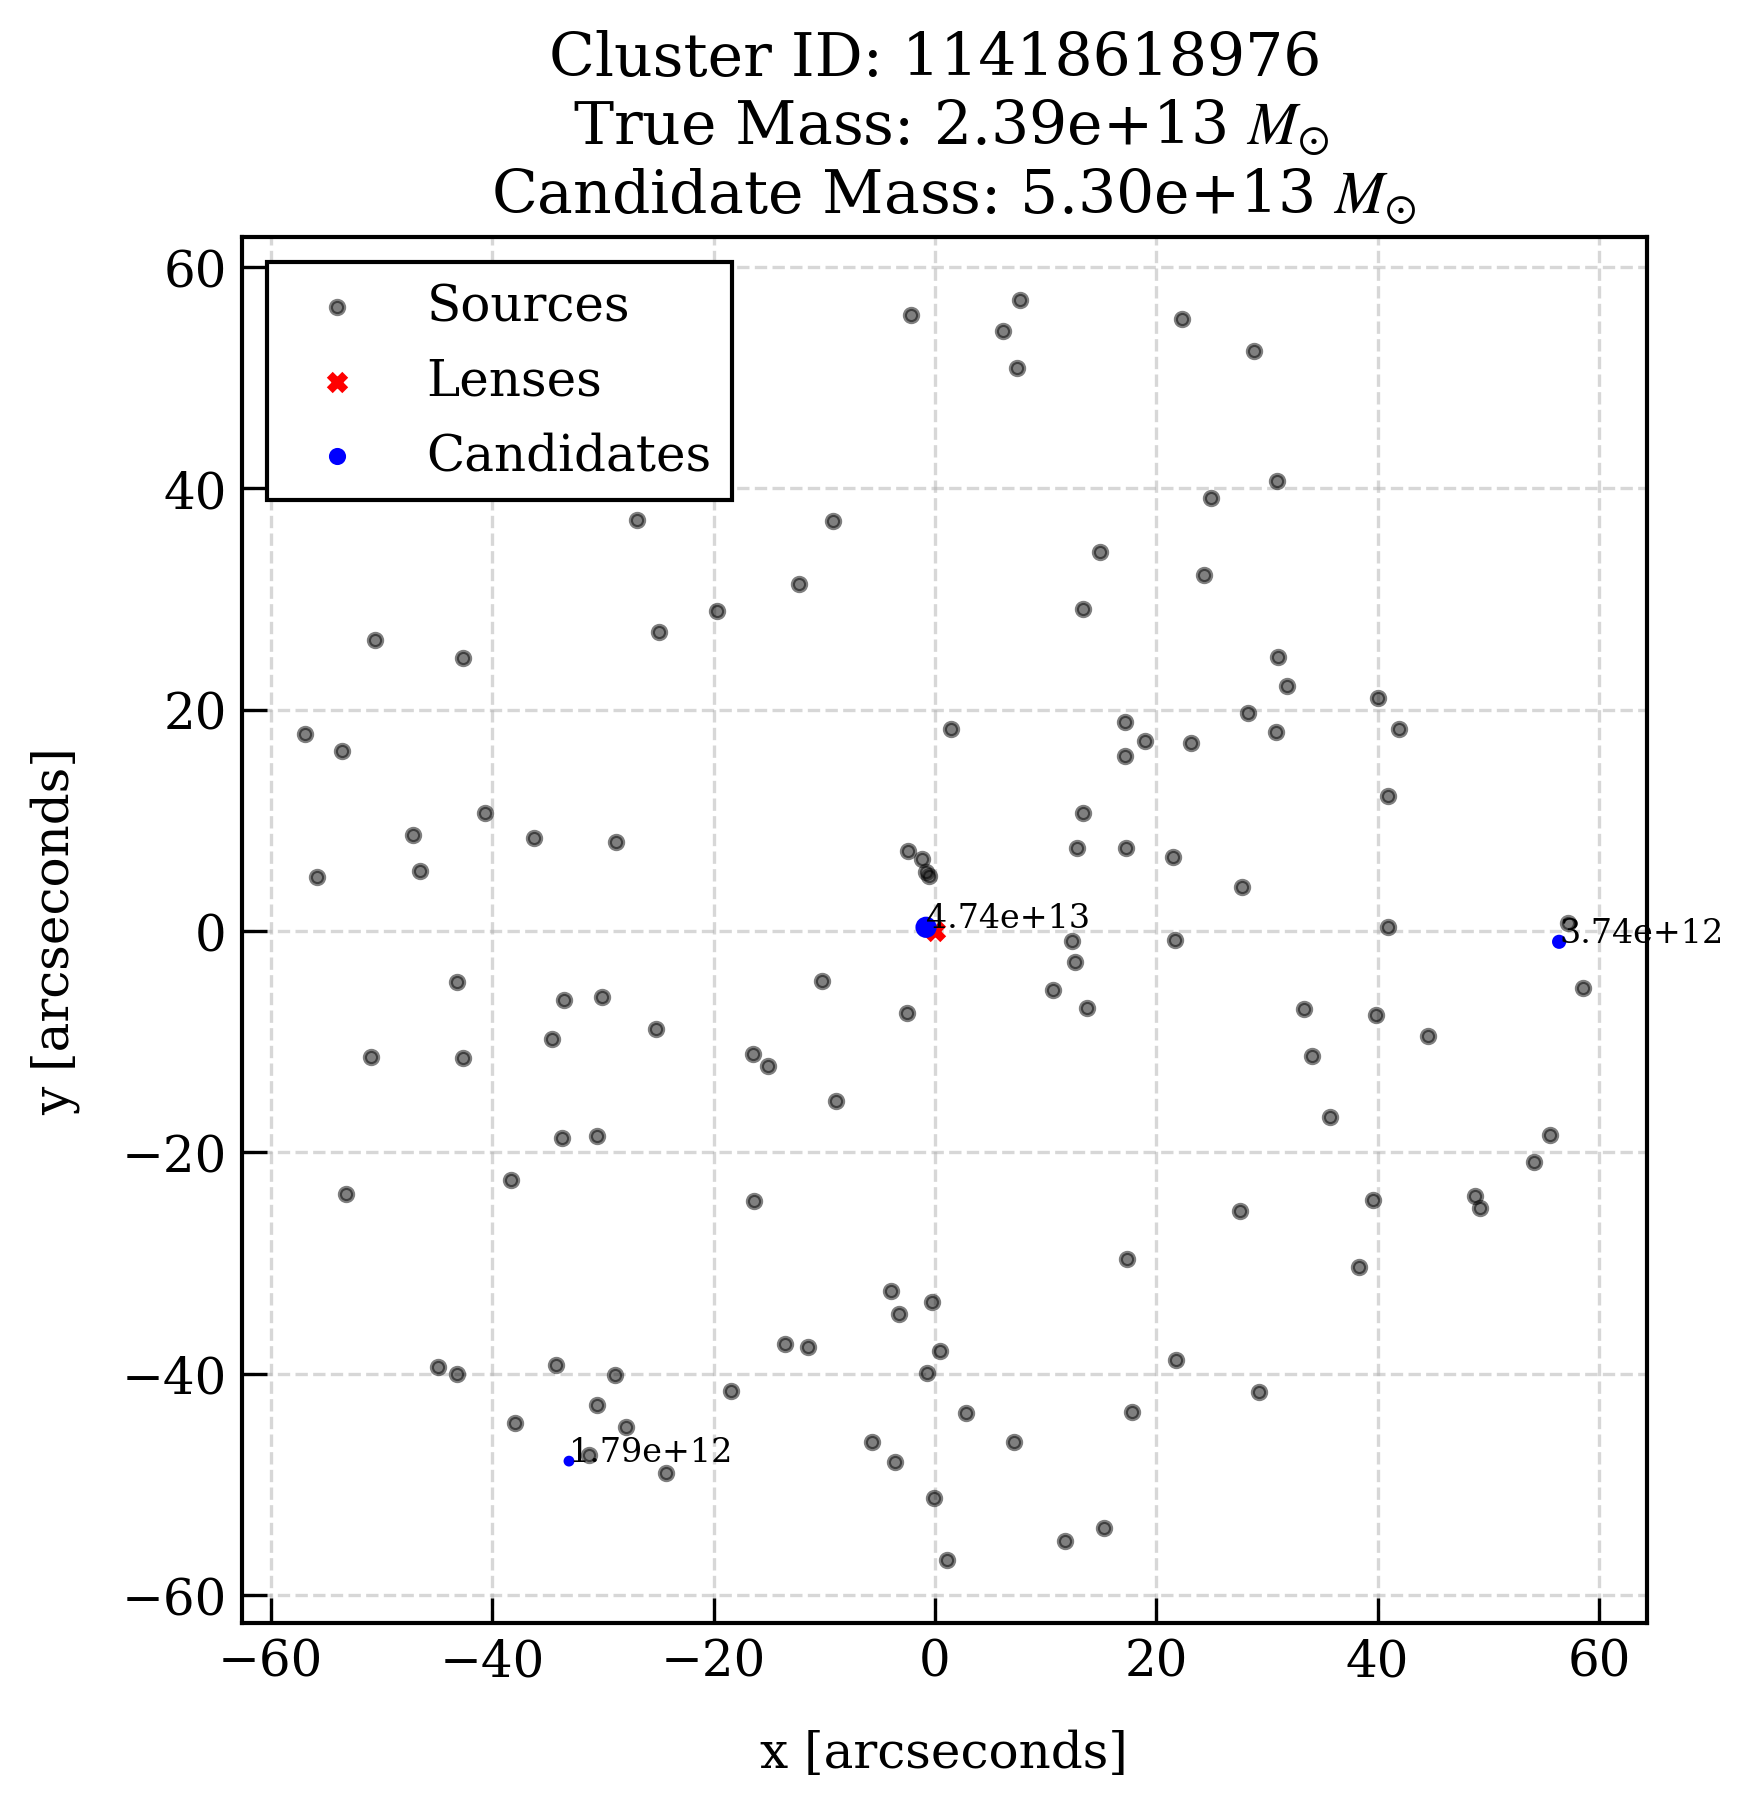 Cluster ID: 11418618976
True Mass: 2.39e+13 M⊙
Candidate Mass: 5.30e+13 M⊙
Sources
Lenses
Candidates
60
40
20
0
−20
−40
−60
4.74e+13
3.74e+12
1.79e+12
−60 −40 −20 0 20 40 60
x [arcseconds]
y [arcseconds]